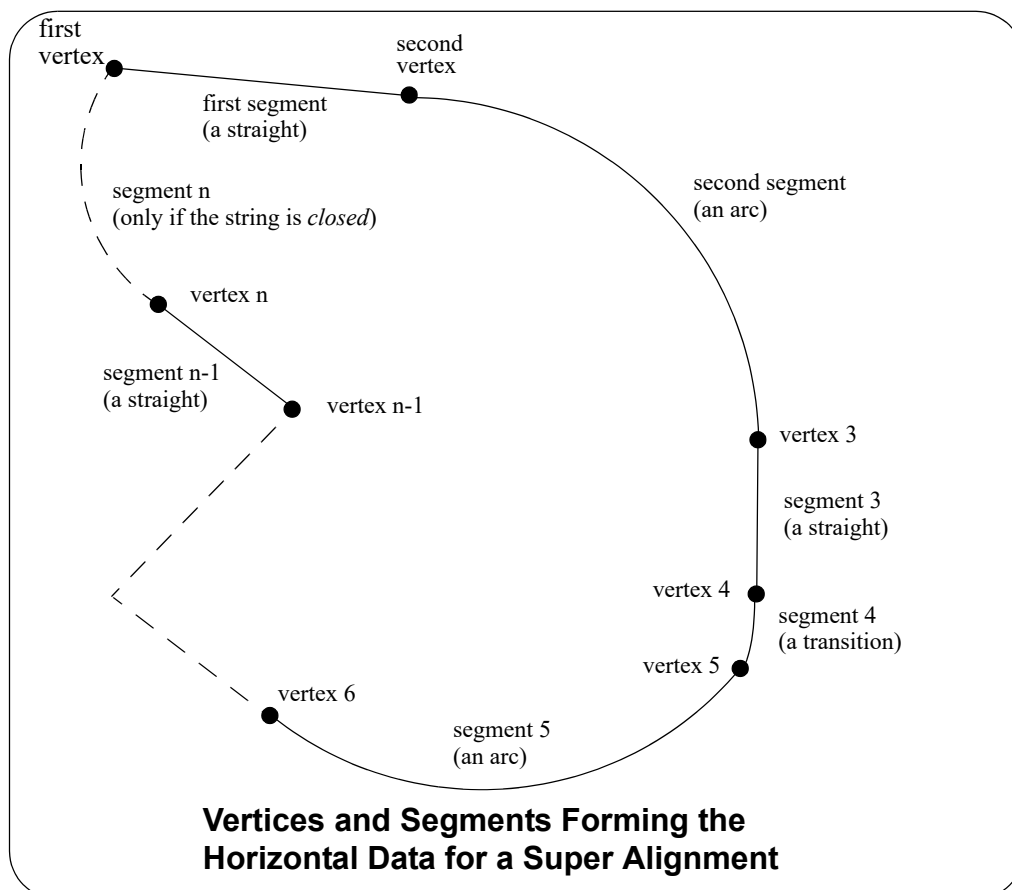 first
vertex
second
vertex
first segment
(a straight)
second segment
(an arc)
segment n
(only if the string is closed)
vertex n
segment n-1
(a straight)
vertex n-1
vertex 3
segment 3
(a straight)
vertex 4
segment 4
(a transition)
vertex 5
vertex 6
segment 5
(an arc)
Vertices and Segments Forming the
Horizontal Data for a Super Alignment